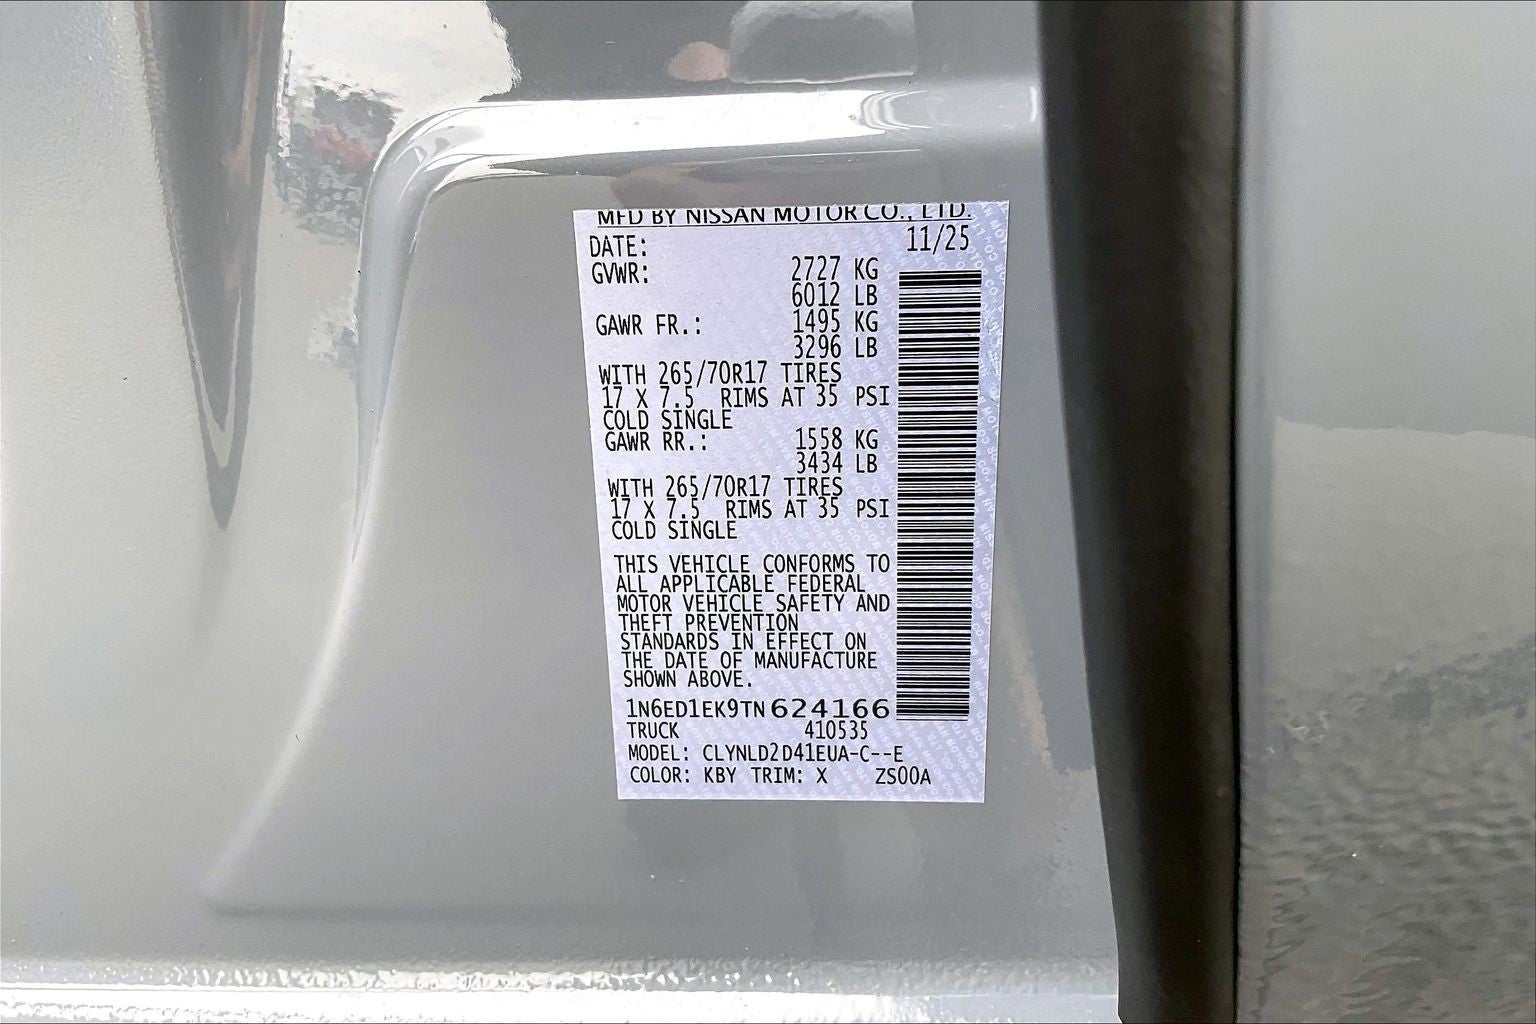 MFD BY NISSAN MOTOR CO., LTD.
DATE: 11/25
GVWR: 2727 KG
6012 LB
GAWR FR.: 1495 KG
3296 LB
WITH 265/70R17 TIRES
17 X 7.5 RIMS AT 35 PSI
COLD SINGLE
GAWR RR.: 1558 KG
3434 LB
WITH 265/70R17 TIRES
17 X 7.5 RIMS AT 35 PSI
COLD SINGLE
THIS VEHICLE CONFORMS TO
ALL APPLICABLE FEDERAL
MOTOR VEHICLE SAFETY AND
THEFT PREVENTION
STANDARDS IN EFFECT ON
THE DATE OF MANUFACTURE
SHOWN ABOVE.
1N6ED1EK9TN624166
TRUCK 410535
MODEL: CLYNLD2D41EUA-C--E
COLOR: KBY TRIM: X ZS00A